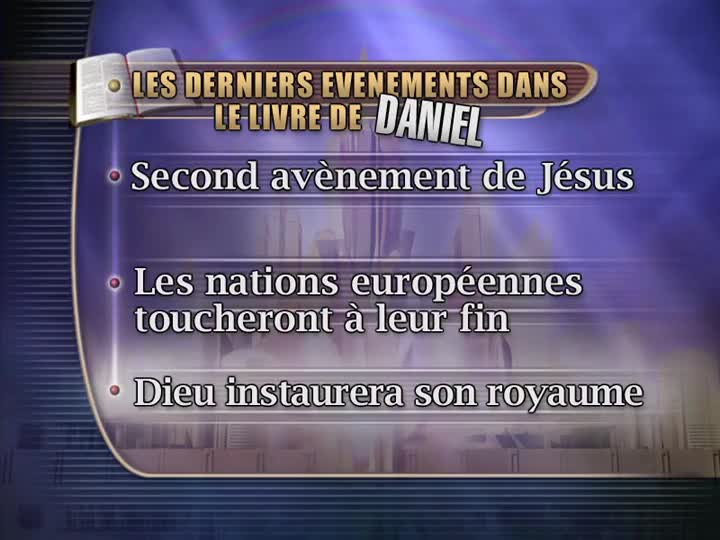 LES DERNIERS EVENEMENTS DANS
LE LIVRE DE DANIEL
Second avènement de Jésus
Les nations européennes
toucheront à leur fin
Dieu instaurera son royaume